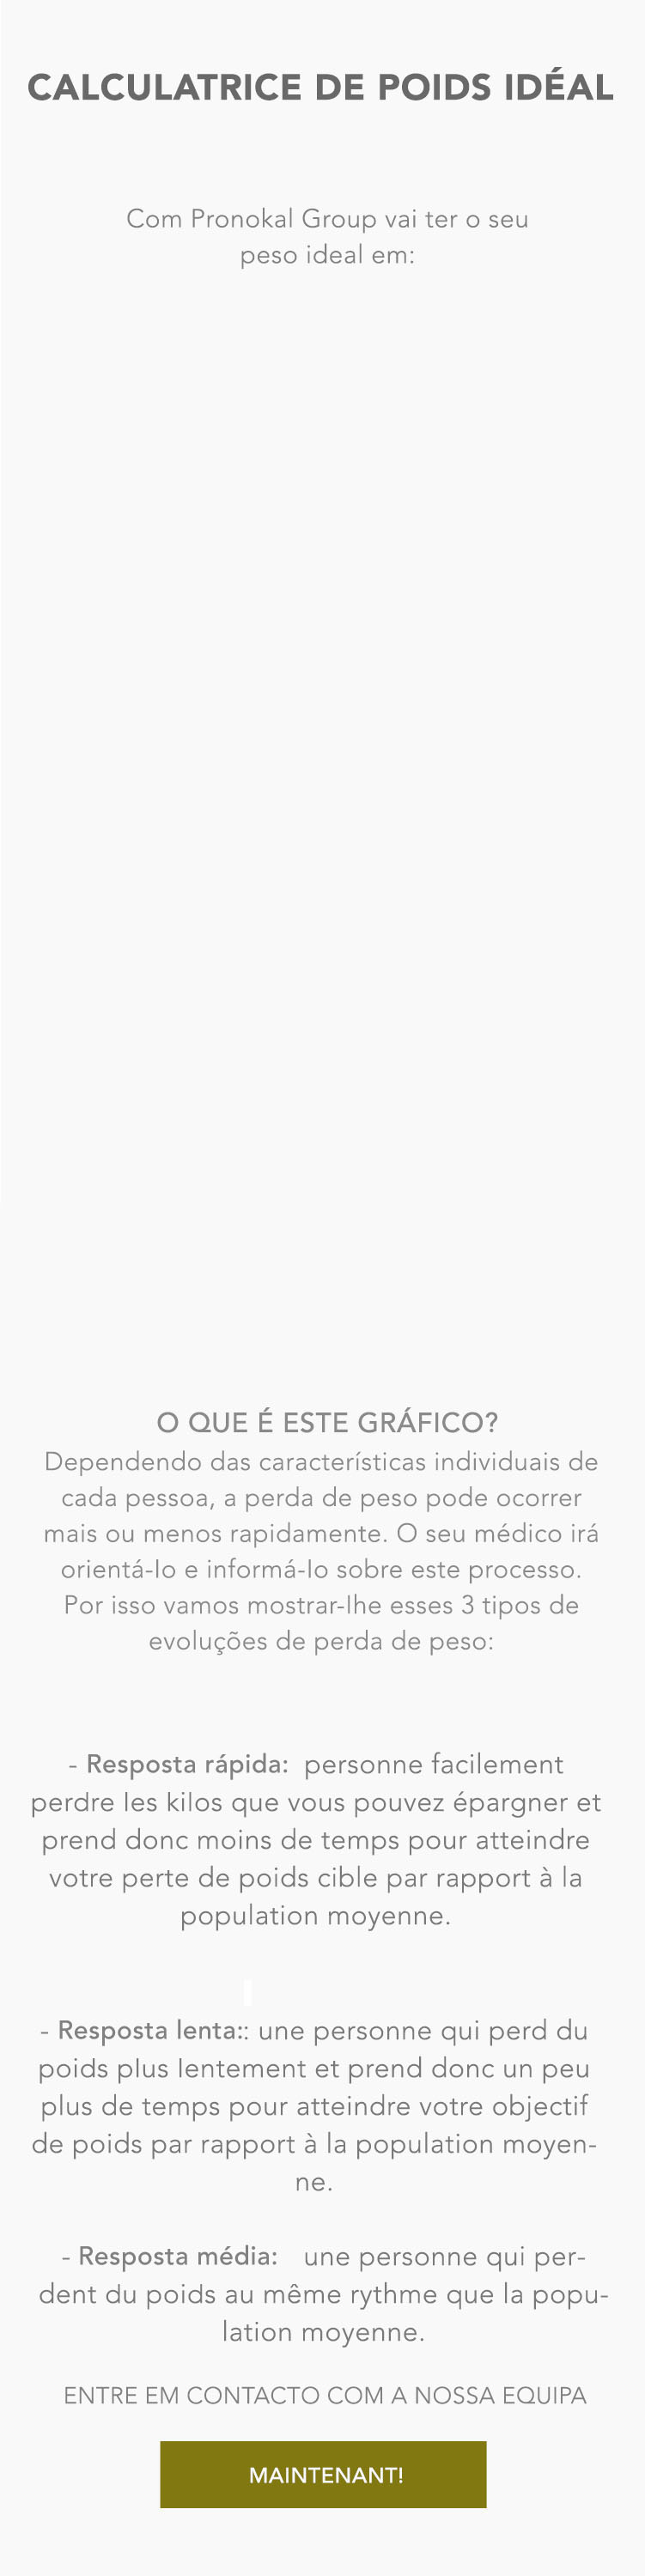 CALCULATRICE DE POIDS IDÉAL
Com Pronokal Group vai ter o seu
peso ideal em:
O QUE É ESTE GRÁFICO?
Dependendo das características individuais de
cada pessoa, a perda de peso pode ocorrer
mais ou menos rapidamente. O seu médico irá
orientá-lo e informá-lo sobre este processo.
Por isso vamos mostrar-lhe esses 3 tipos de
evoluções de perda de peso:
- Resposta rápida: personne facilement
perdre les kilos que vous pouvez épargner et
prend donc moins de temps pour atteindre
votre perte de poids cible par rapport à la
population moyenne.
- Resposta lenta:: une personne qui perd du
poids plus lentement et prend donc un peu
plus de temps pour atteindre votre objectif
de poids par rapport à la population moyen-
ne.
- Resposta média: une personne qui per-
dent du poids au même rythme que la popu-
lation moyenne.
ENTRE EM CONTACTO COM A NOSSA EQUIPA
MAINTENANT!